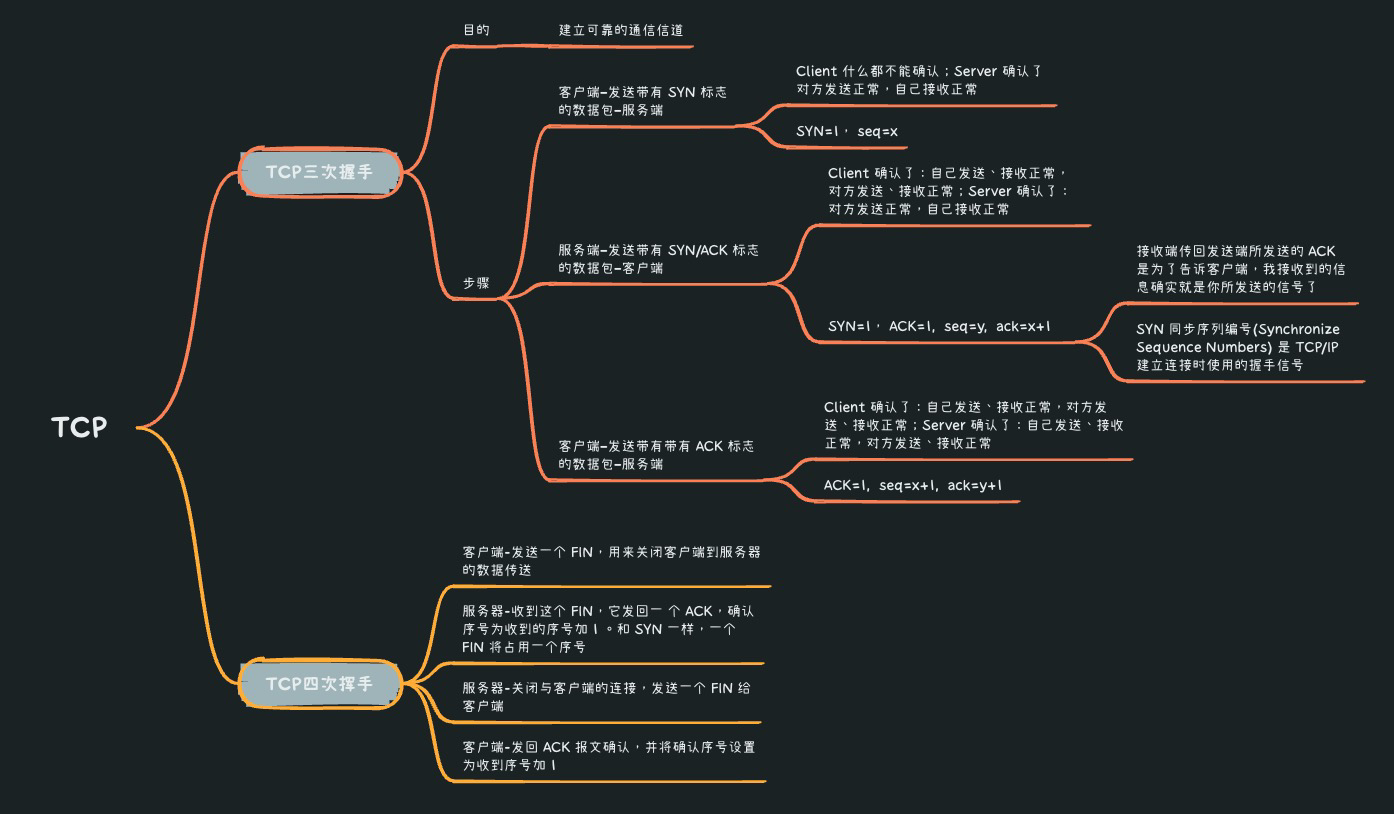 TCP
TCP三次握手
目的
建立可靠的通信信道
步骤
客户端-发送带有 SYN 标志
的数据包-服务端
Client 什么都不能确认；Server 确认了
对方发送正常，自己接收正常
SYN=1，seq=x
服务端-发送带有 SYN/ACK 标志
的数据包-客户端
Client 确认了：自己发送、接收正常，
对方发送、接收正常；Server 确认了：
对方发送正常，自己接收正常
SYN=1，ACK=1, seq=y, ack=x+1
接收端传回发送端所发送的 ACK
是为了告诉客户端，我接收到的信
息确实就是你所发送的信号了
SYN 同步序列编号(Synchronize
Sequence Numbers) 是 TCP/IP
建立连接时使用的握手信号
客户端-发送带有带有 ACK 标志
的数据包-服务端
Client 确认了：自己发送、接收正常，对方发
送、接收正常；Server 确认了：自己发送、接收
正常，对方发送、接收正常
ACK=1, seq=x+1, ack=y+1
TCP四次挥手
客户端-发送一个 FIN，用来关闭客户端到服务器
的数据传送
服务器-收到这个 FIN，它发回一 个 ACK，确认
序号为收到的序号加1。和 SYN 一样，一个
FIN 将占用一个序号
服务器-关闭与客户端的连接，发送一个 FIN 给
客户端
客户端-发回 ACK 报文确认，并将确认序号设置
为收到序号加1